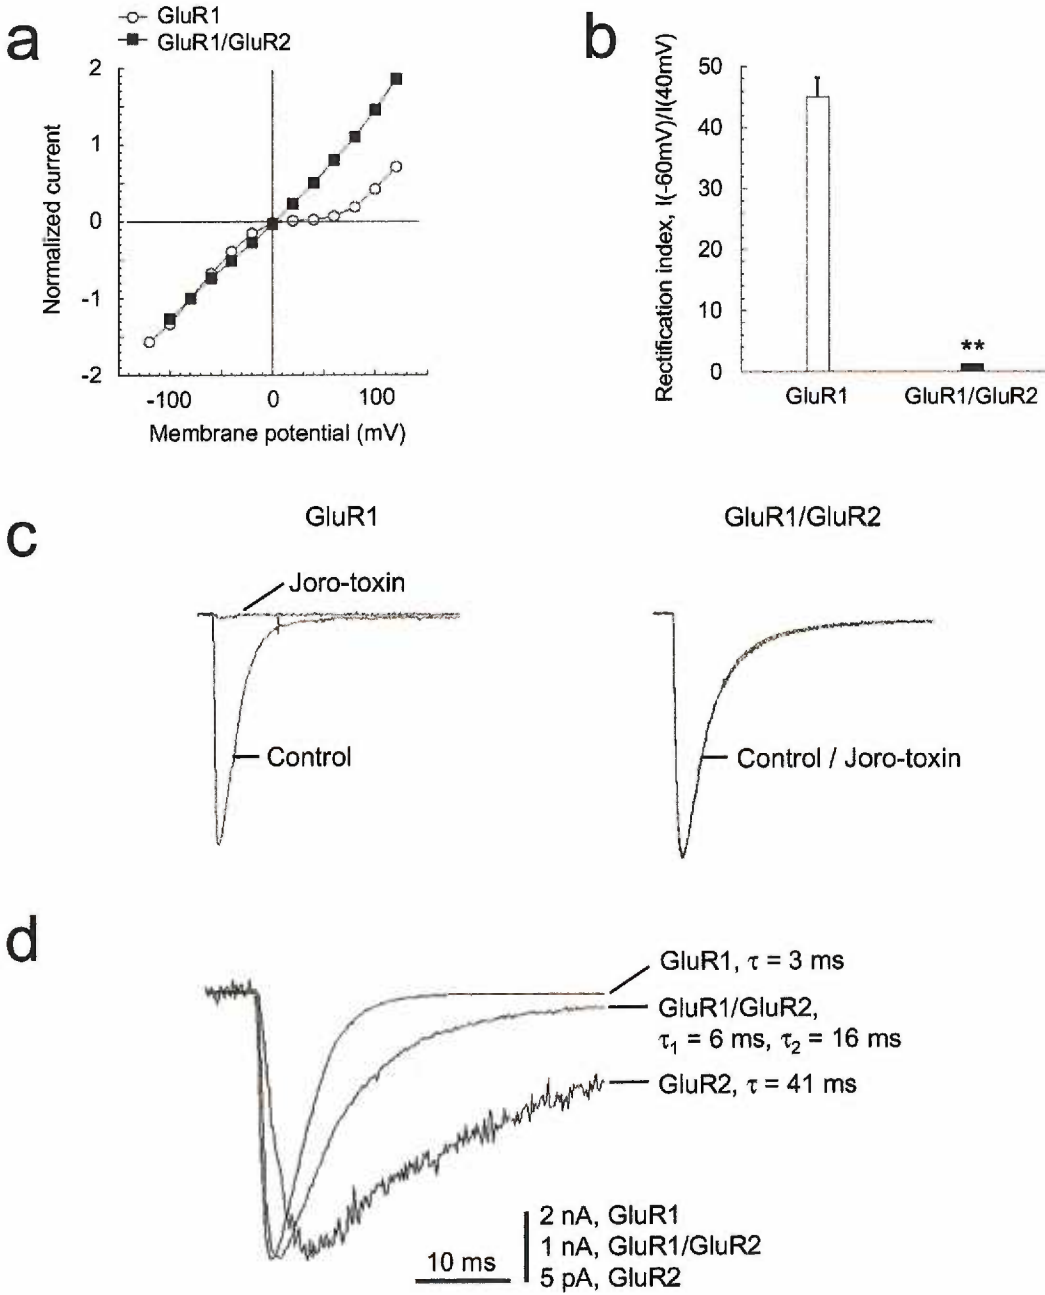 a
GluR1
GluR1/GluR2
2
1
0
-1
-2
Normalized current
-100
0
100
Membrane potential (mV)
b
Rectification index, I(-60mV)/I(40mV)
50
40
30
20
10
0
**
GluR1
GluR1/GluR2
c
GluR1
GluR1/GluR2
Joro-toxin
Control
Control / Joro-toxin
d
GluR1, τ = 3 ms
GluR1/GluR2,
τ1 = 6 ms, τ2 = 16 ms
GluR2, τ = 41 ms
10 ms
2 nA, GluR1
1 nA, GluR1/GluR2
5 pA, GluR2